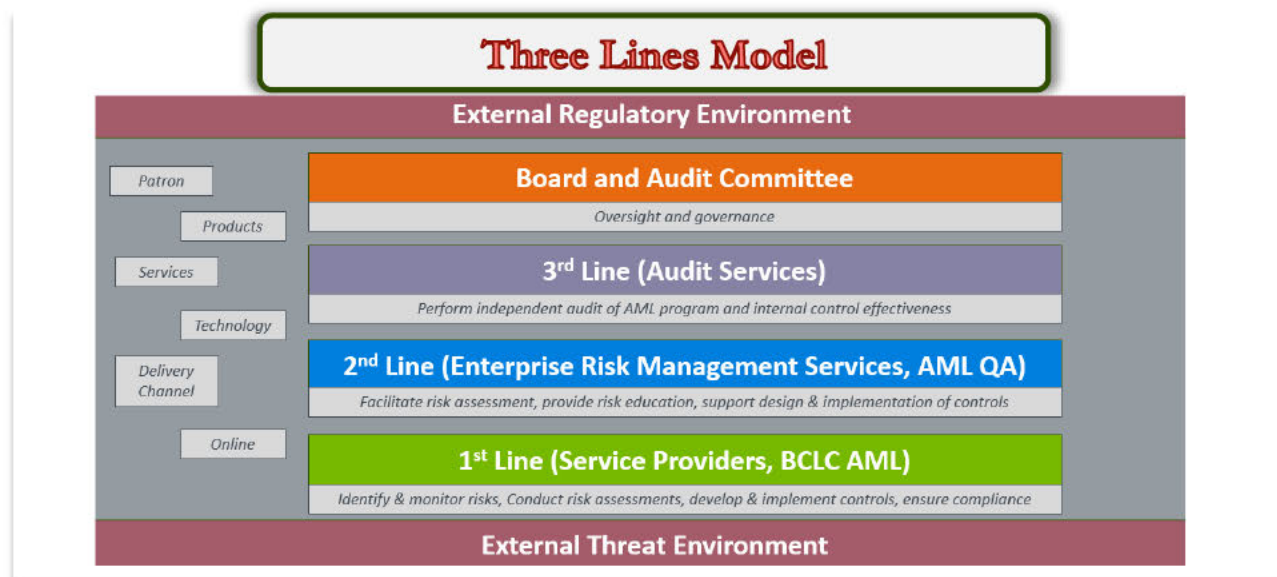 Three Lines Model
External Regulatory Environment
Patron
Products
Services
Technology
Delivery
Channel
Online
Board and Audit Committee
Oversight and governance
3rd Line (Audit Services)
Perform independent audit of AML program and internal control effectiveness
2nd Line (Enterprise Risk Management Services, AML QA)
Facilitate risk assessment, provide risk education, support design & implementation of controls
1st Line (Service Providers, BCLC AML)
Identify & monitor risks, Conduct risk assessments, develop & implement controls, ensure compliance
External Threat Environment